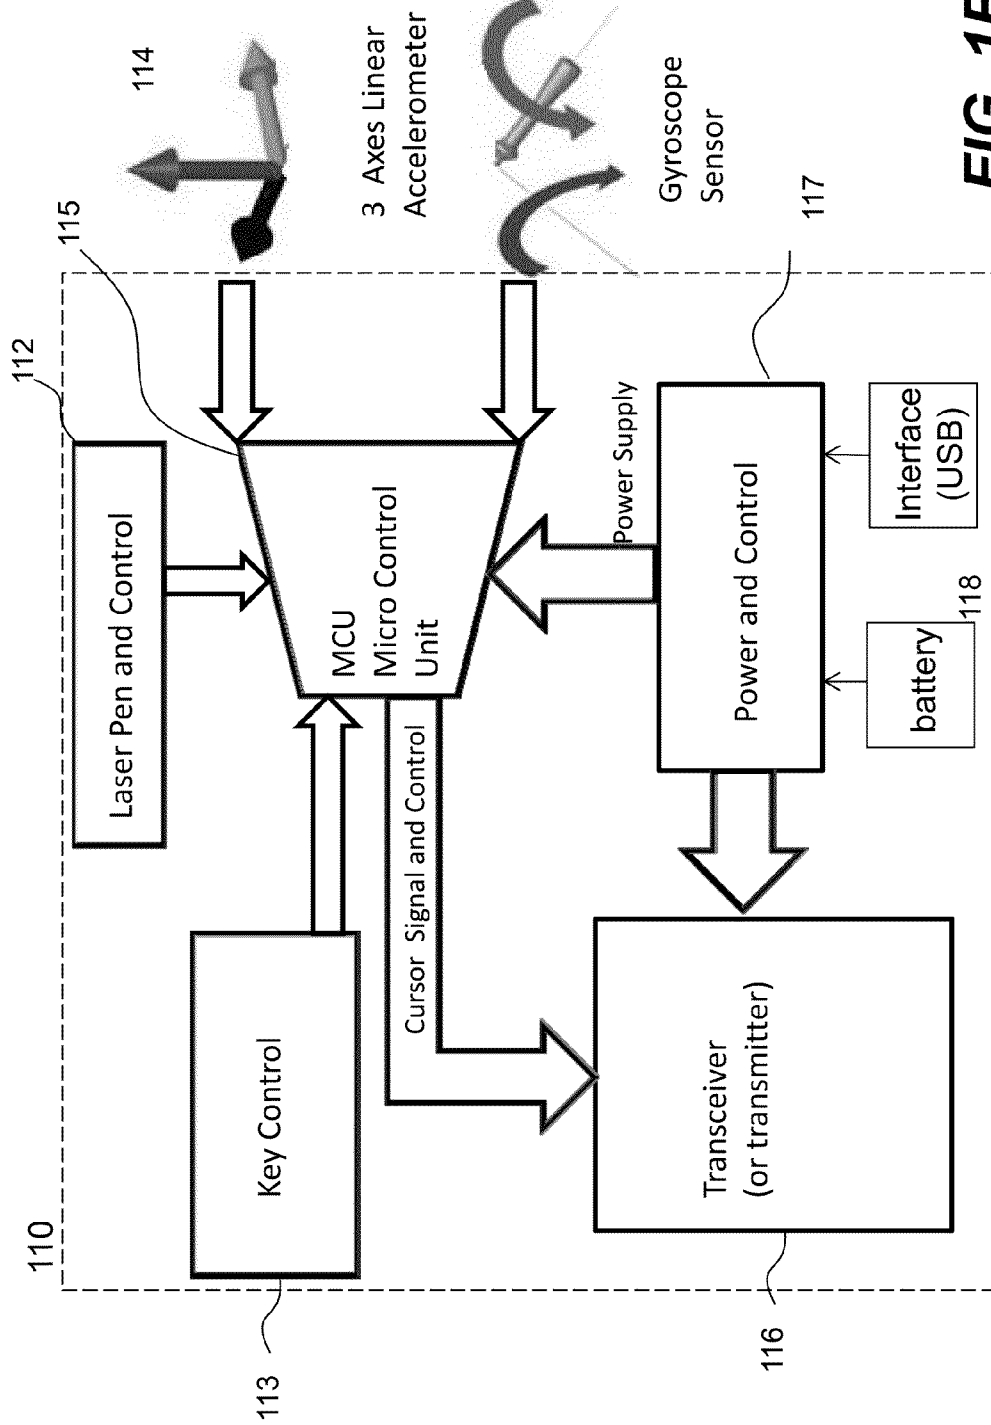 110
112
115
Laser Pen and Control
114
113
Key Control
MCU
Micro Control
Unit
3 Axes Linear
Accelerometer
Cursor Signal and Control
Power Supply
Gyroscope
Sensor
116
Transceiver
(or transmitter)
Power and Control
117
battery
118
Interface
(USB)
FIG. 1